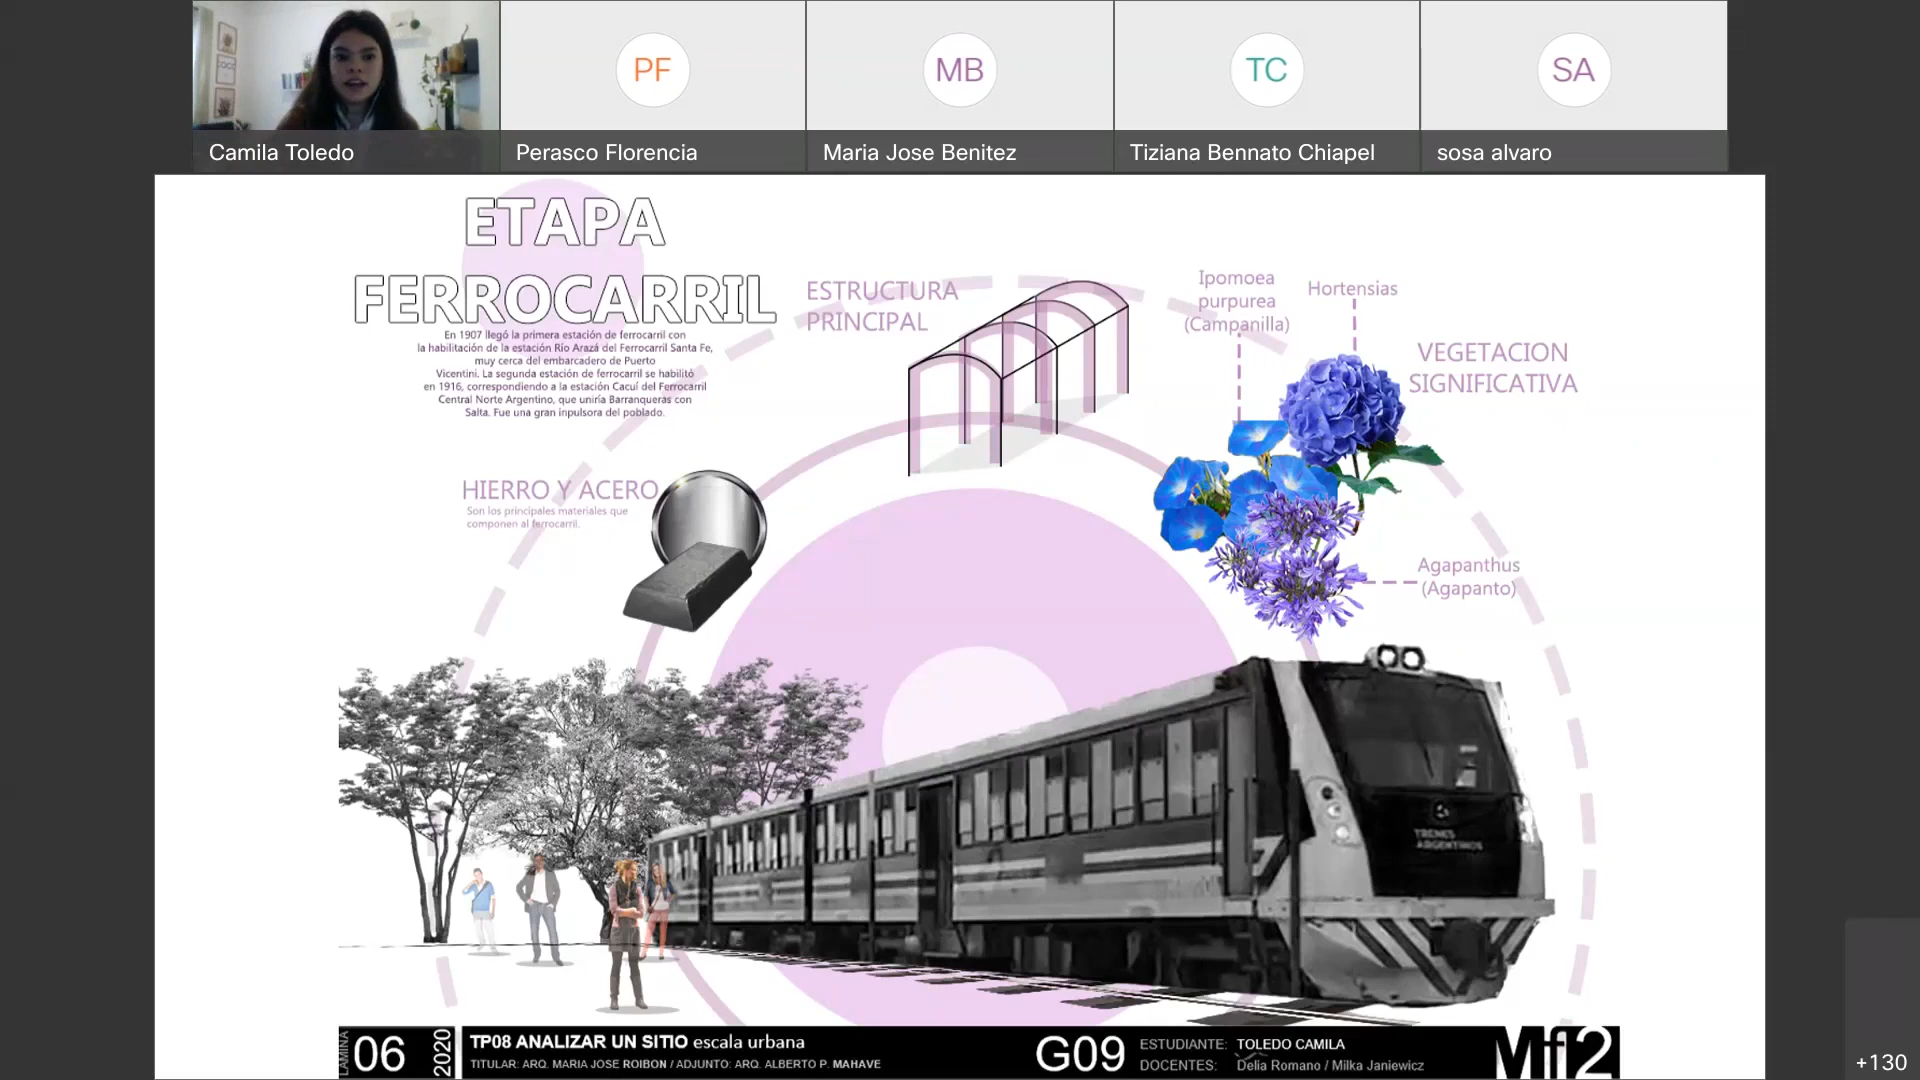 PF
MB
TC
SA
Camila Toledo
Perasco Florencia
Maria Jose Benitez
Tiziana Bennato Chiapel
sosa alvaro
ETAPA
FERROCARRIL
En 1907 llegó la primera estación de ferrocarril con
la habilitación de la estación Río Arazá del Ferrocarril Santa Fe,
muy cerca del embarcadero de Puerto
Vicentini. La segunda estación de ferrocarril se habilitó
en 1916, correspondiendo a la estación Cacuí del Ferrocarril
Central Norte Argentino, que uniría Barranqueras con
Salta. Fue una gran inpulsora del poblado.
ESTRUCTURA
PRINCIPAL
Ipomoea
purpurea
(Campanilla)
Hortensias
VEGETACION
SIGNIFICATIVA
HIERRO Y ACERO
Son los principales materiales que
componen al ferrocarril.
Agapanthus
(Agapanto)
TRENES
ARGENTINOS
LAMINA
06
2020
TP08 ANALIZAR UN SITIO escala urbana
TITULAR: ARQ. MARIA JOSE ROIBON / ADJUNTO: ARQ. ALBERTO P. MAHAVE
G09
ESTUDIANTE: TOLEDO CAMILA
DOCENTES: Delia Romano / Milka Janiewicz
Mfi2
+130